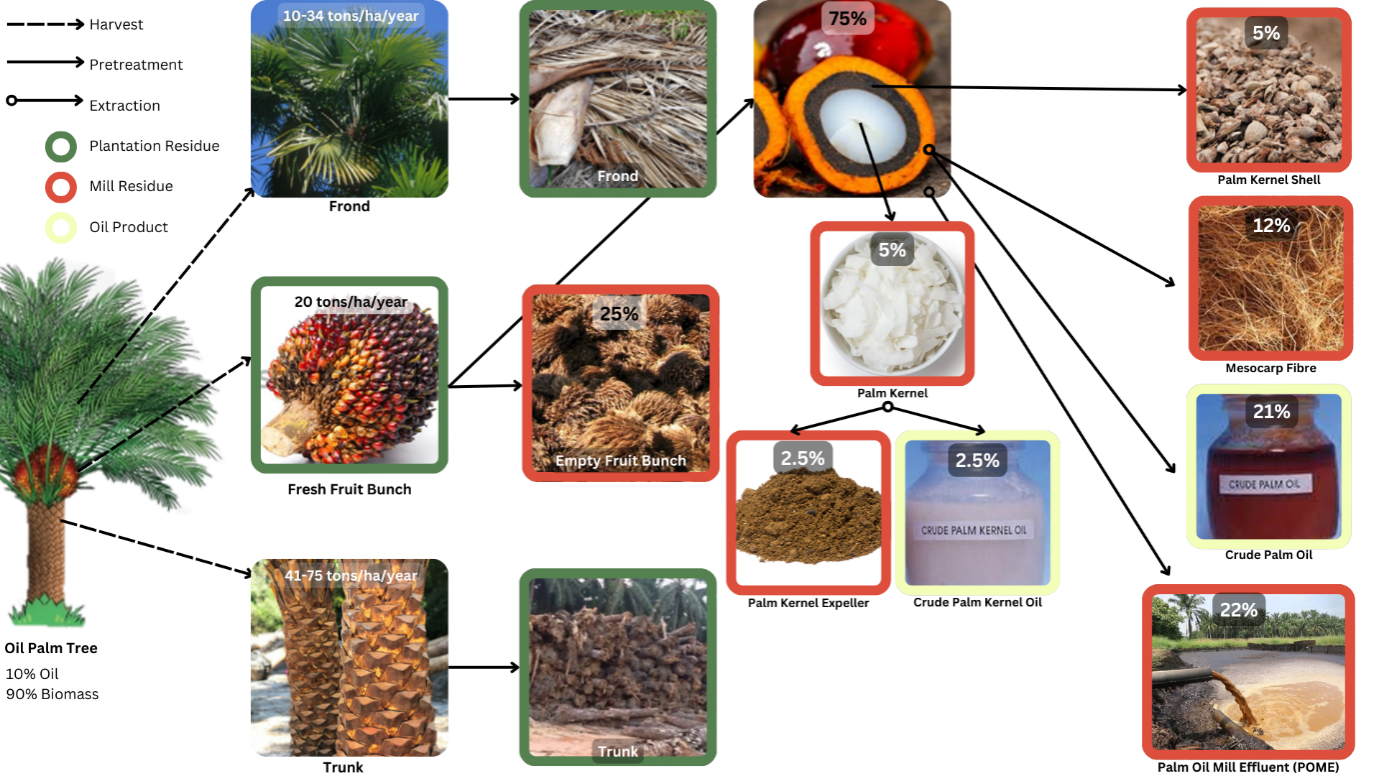 Harvest
Pretreatment
Extraction
Plantation Residue
Mill Residue
Oil Product
Oil Palm Tree
10% Oil
90% Biomass
10-34 tons/ha/year
Frond
Frond
20 tons/ha/year
Fresh Fruit Bunch
25%
Empty Fruit Bunch
41-75 tons/ha/year
Trunk
Trunk
75%
5%
Palm Kernel
2.5%
Palm Kernel Expeller
2.5%
CRUDE PALM KERNEL OIL
Crude Palm Kernel Oil
5%
Palm Kernel Shell
12%
Mesocarp Fibre
21%
CRUDE PALM OIL
Crude Palm Oil
22%
Palm Oil Mill Effluent (POME)